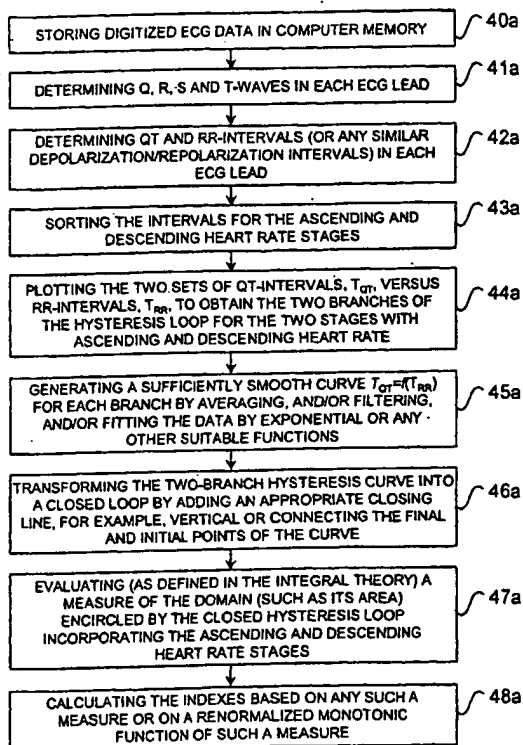 STORING DIGITIZED ECG DATA IN COMPUTER MEMORY
40a
DETERMINING Q, R, S AND T-WAVES IN EACH ECG LEAD
41a
DETERMINING QT AND RR-INTERVALS (OR ANY SIMILAR
DEPOLARIZATION/REPOLARIZATION INTERVALS) IN EACH
ECG LEAD
42a
SORTING THE INTERVALS FOR THE ASCENDING AND
DESCENDING HEART RATE STAGES
43a
PLOTTING THE TWO SETS OF QT-INTERVALS, T_QT, VERSUS
RR-INTERVALS, T_RR, TO OBTAIN THE TWO BRANCHES OF
THE HYSTERESIS LOOP FOR THE TWO STAGES WITH
ASCENDING AND DESCENDING HEART RATE
44a
GENERATING A SUFFICIENTLY SMOOTH CURVE T_QT=f(T_RR)
FOR EACH BRANCH BY AVERAGING, AND/OR FILTERING,
AND/OR FITTING THE DATA BY EXPONENTIAL OR ANY
OTHER SUITABLE FUNCTIONS
45a
TRANSFORMING THE TWO-BRANCH HYSTERESIS CURVE INTO
A CLOSED LOOP BY ADDING AN APPROPRIATE CLOSING
LINE, FOR EXAMPLE, VERTICAL OR CONNECTING THE FINAL
AND INITIAL POINTS OF THE CURVE
46a
EVALUATING (AS DEFINED IN THE INTEGRAL THEORY) A
MEASURE OF THE DOMAIN (SUCH AS ITS AREA)
ENCIRCLED BY THE CLOSED HYSTERESIS LOOP
INCORPORATING THE ASCENDING AND DESCENDING
HEART RATE STAGES
47a
CALCULATING THE INDEXES BASED ON ANY SUCH A
MEASURE OR ON A RENORMALIZED MONOTONIC
FUNCTION OF SUCH A MEASURE
48a